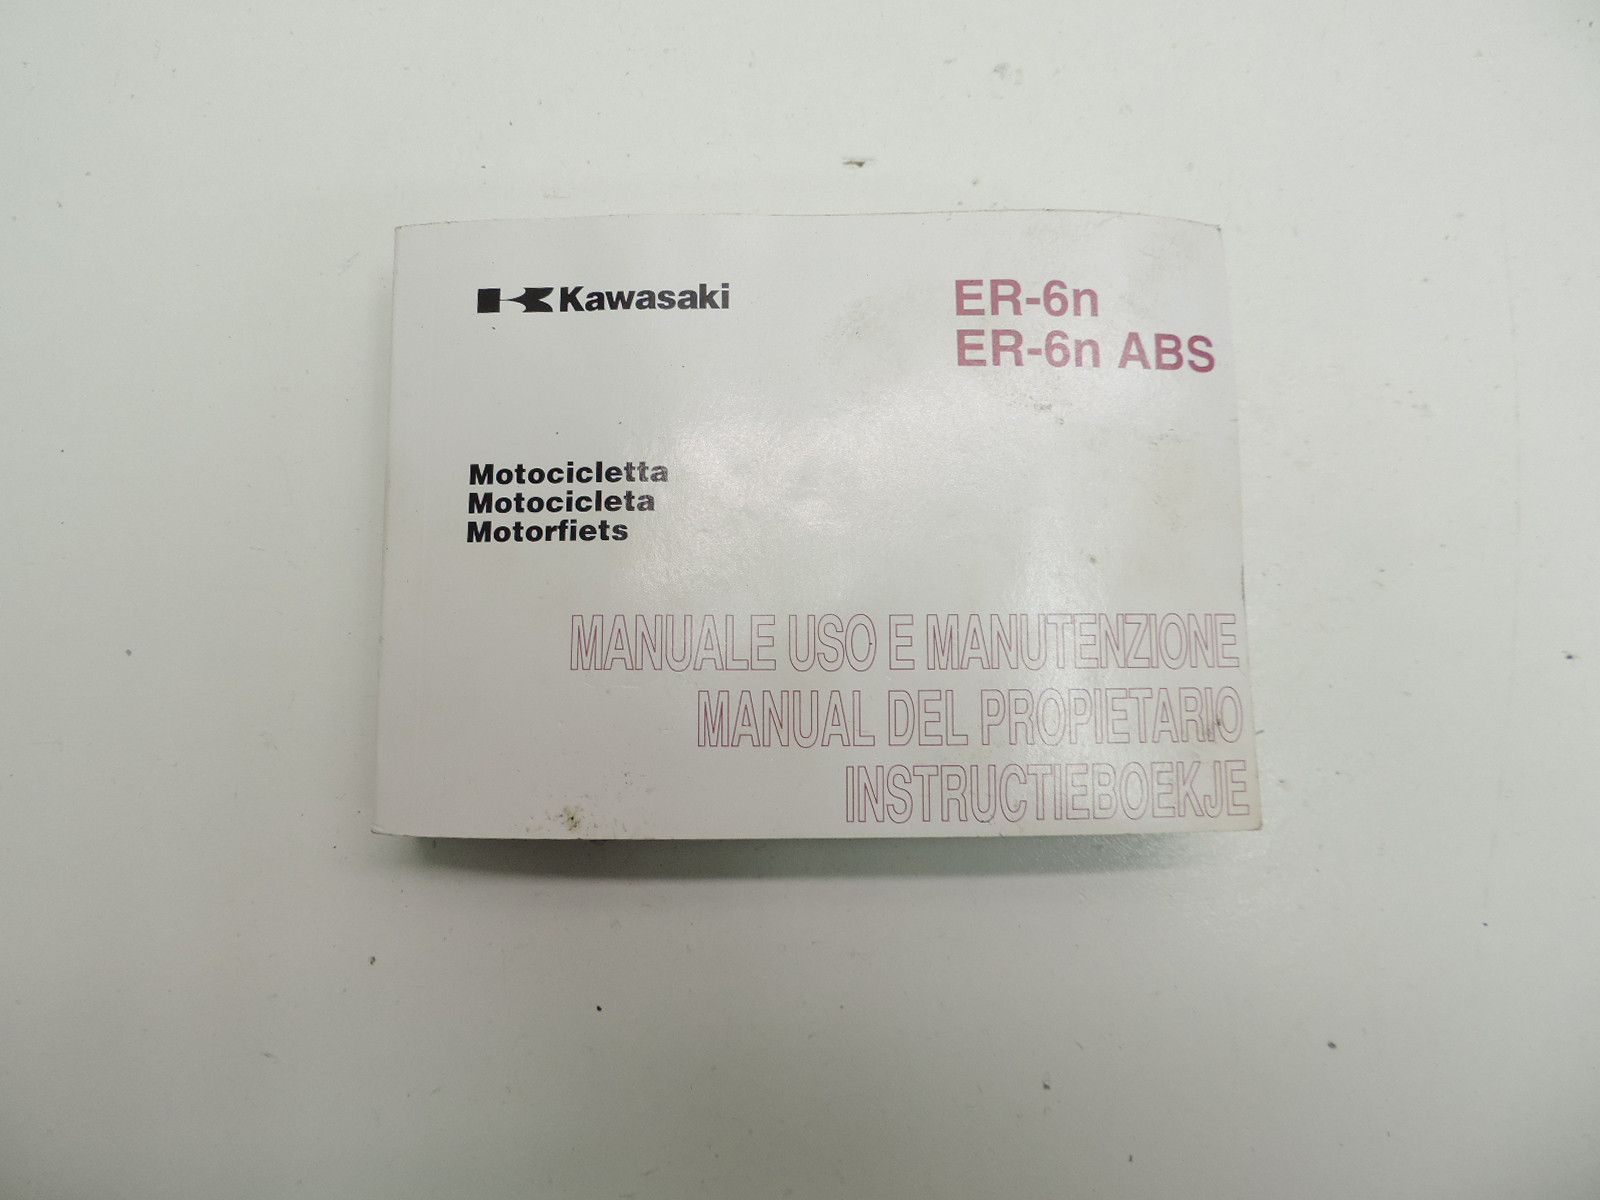 Kawasaki
ER-6n
ER-6n ABS
Motocicletta
Motocicleta
Motorfiets
MANUALE USO E MANUTENZIONE
MANUAL DEL PROPIETARIO
INSTRUCTIEBOEKJE